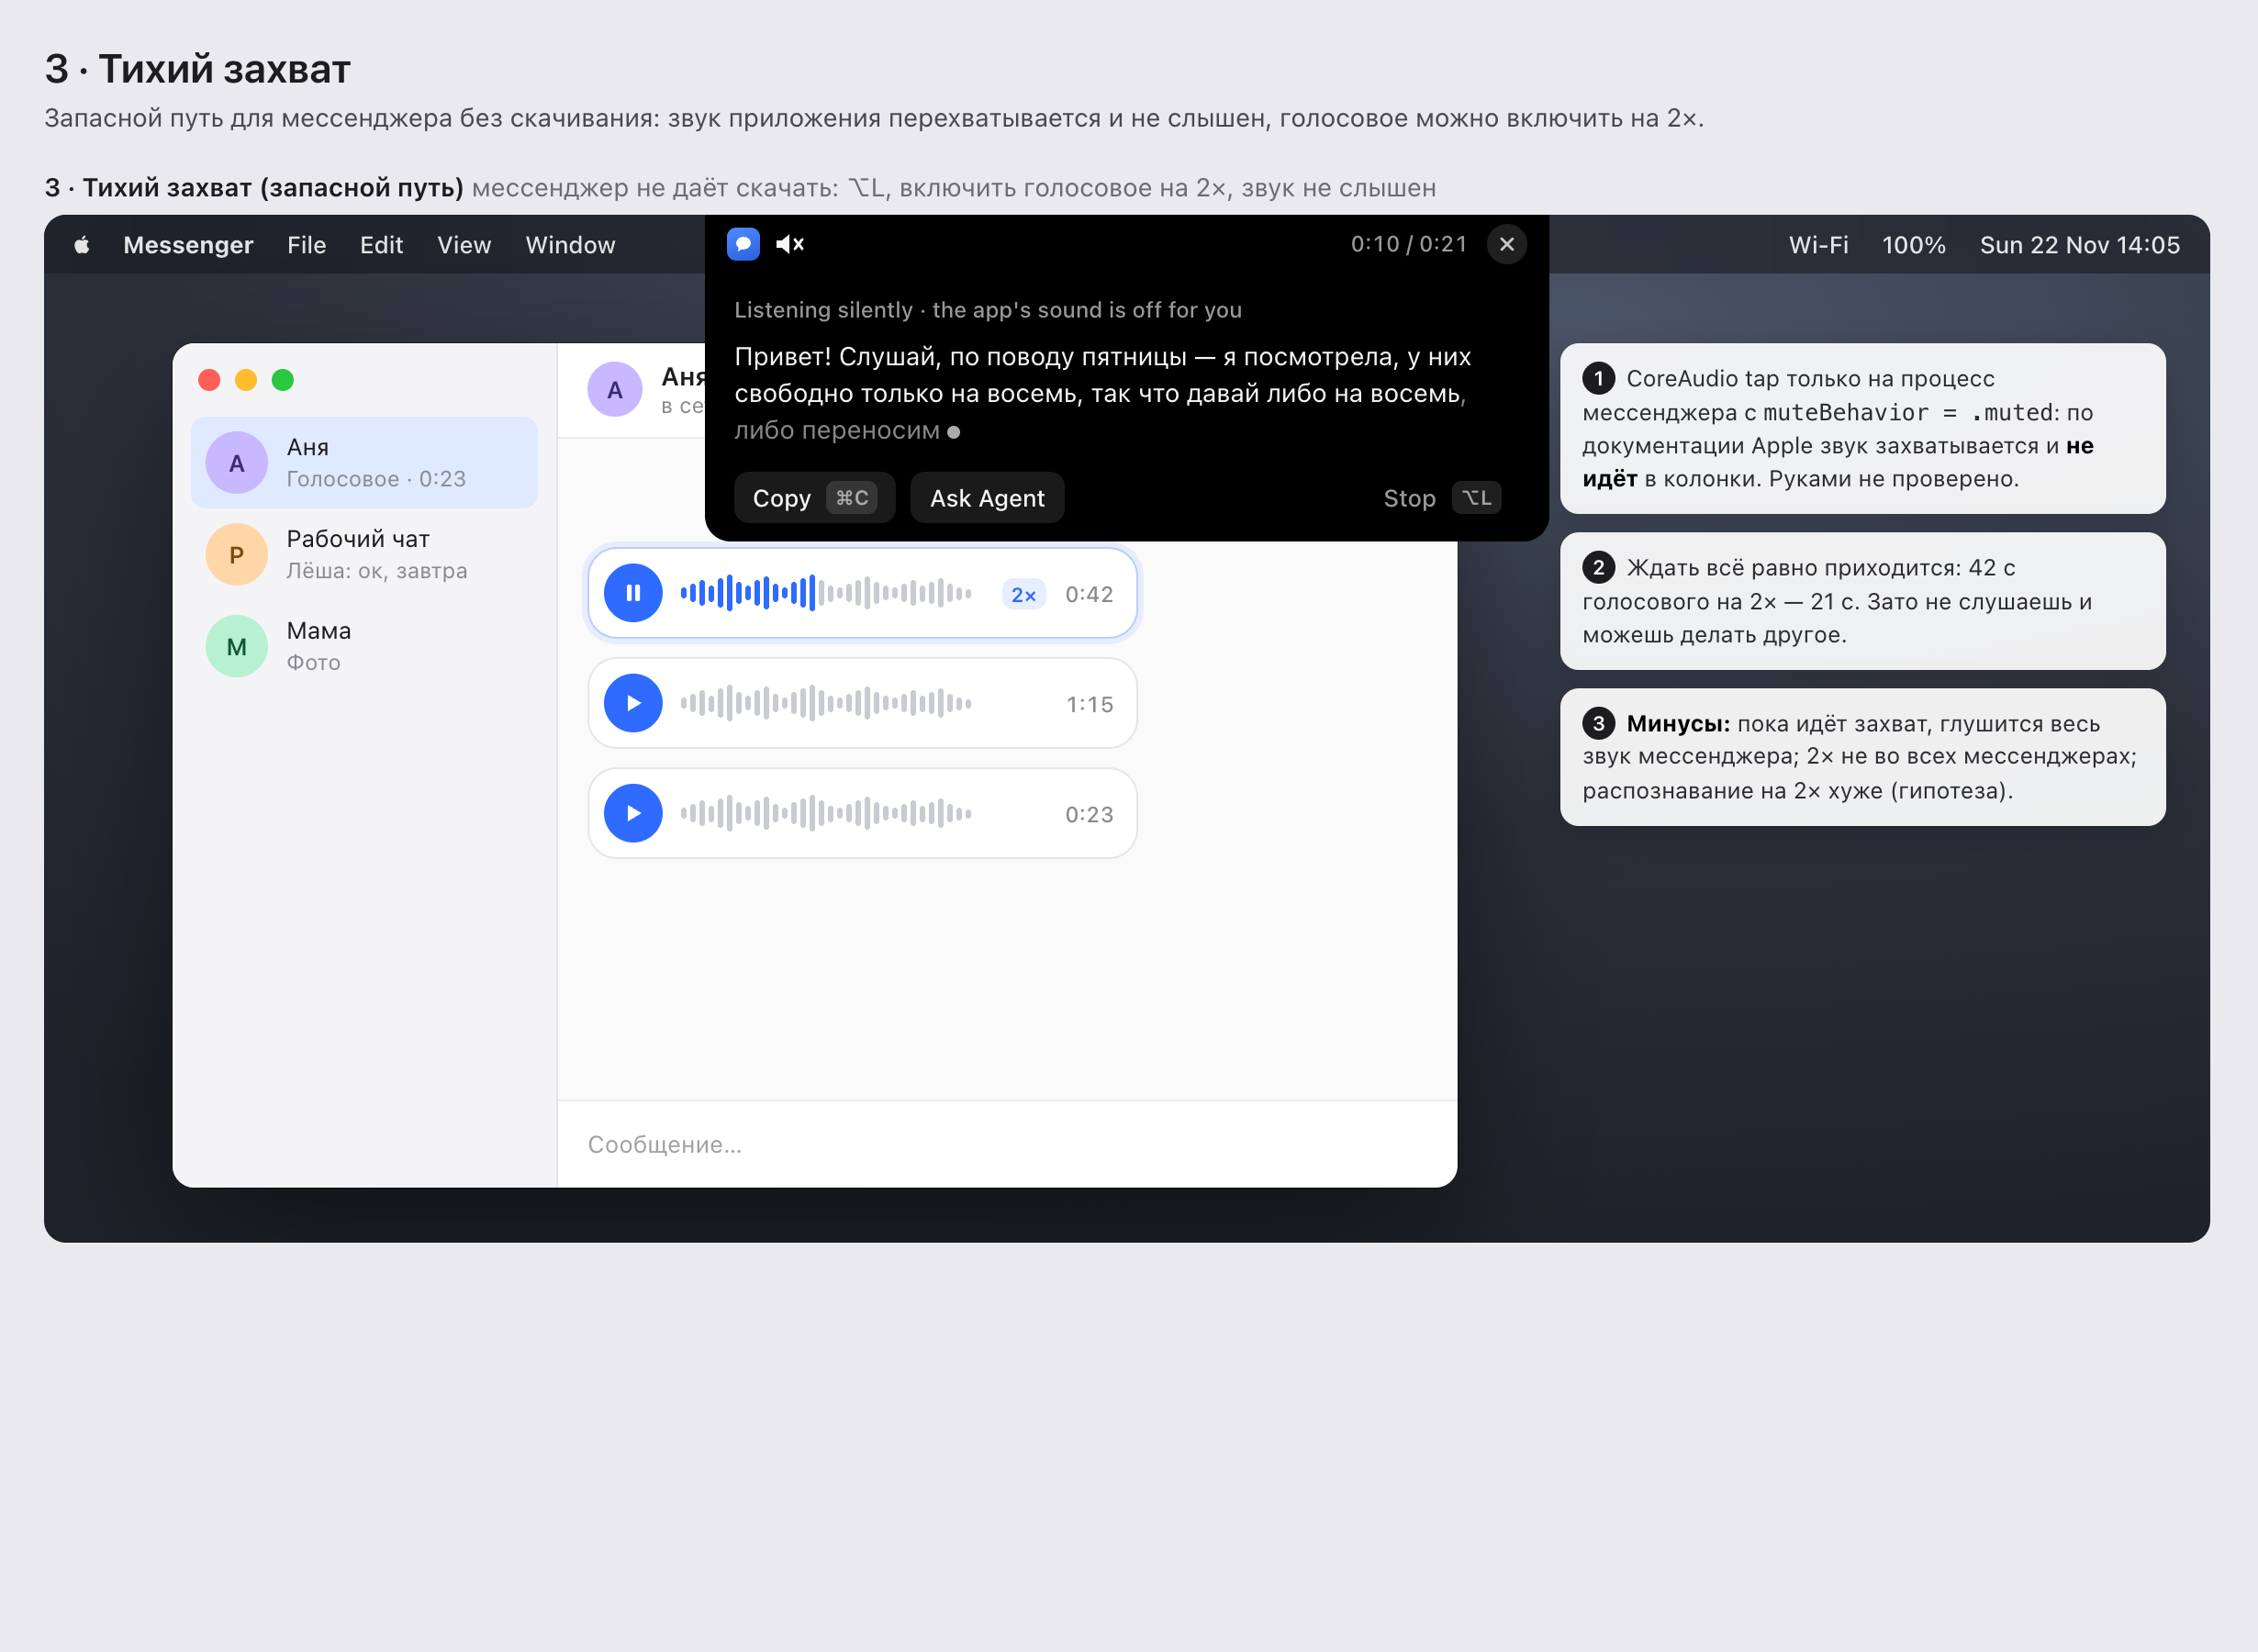 3 · Тихий захват
Запасной путь для мессенджера без скачивания: звук приложения перехватывается и не слышен, голосовое можно включить на 2×.
3 · Тихий захват (запасной путь) мессенджер не даёт скачать: ⌥L, включить голосовое на 2×, звук не слышен
Messenger File Edit View Window
0:10 / 0:21
Wi-Fi 100% Sun 22 Nov 14:05
Listening silently · the app's sound is off for you
Привет! Слушай, по поводу пятницы — я посмотрела, у них
свободно только на восемь, так что давай либо на восемь,
либо переносим
Copy ⌘C Ask Agent Stop ⌥L
А
Аня
Голосовое · 0:23
Р
Рабочий чат
Лёша: ок, завтра
М
Мама
Фото
А
Аня
в се
2× 0:42
1:15
0:23
Сообщение...
1 CoreAudio tap только на процесс
мессенджера с muteBehavior = .muted: по
документации Apple звук захватывается и не
идёт в колонки. Руками не проверено.
2 Ждать всё равно приходится: 42 с
голосового на 2× — 21 с. Зато не слушаешь и
можешь делать другое.
3 Минусы: пока идёт захват, глушится весь
звук мессенджера; 2× не во всех мессенджерах;
распознавание на 2× хуже (гипотеза).